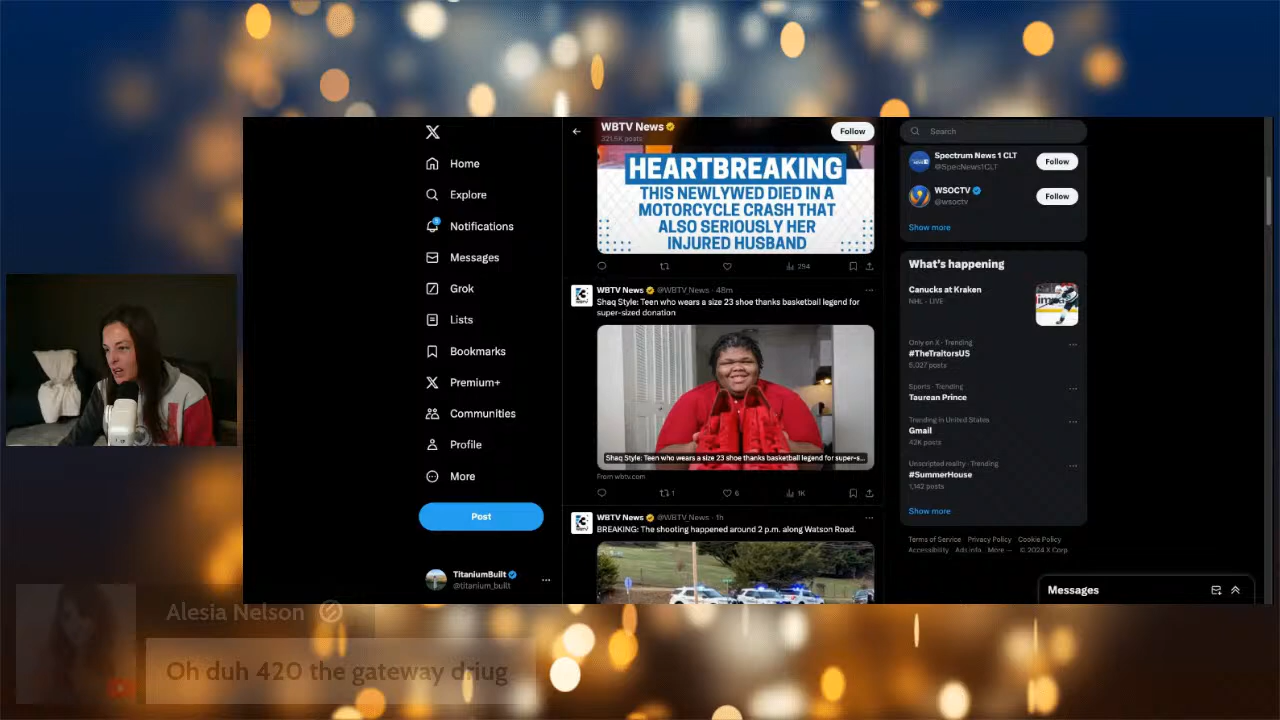 Home
Explore
Notifications
Messages
Grok
Lists
Bookmarks
Premium+
Communities
Profile
More
Post
TitaniumBuilt
@titanium_built
WBTV News
321.5K posts
Follow
HEARTBREAKING
THIS NEWLYWED DIED IN A
MOTORCYCLE CRASH THAT
ALSO SERIOUSLY HER
INJURED HUSBAND
294
WBTV News @WBTV_News · 48m
Shaq Style: Teen who wears a size 23 shoe thanks basketball legend for
super-sized donation
Shaq Style: Teen who wears a size 23 shoe thanks basketball legend for super-s...
From wbtv.com
1 6 1K
WBTV News @WBTV_News · 1h
BREAKING: The shooting happened around 2 p.m. along Watson Road.
Search
Spectrum News 1 CLT
@SpecNews1CLT
Follow
WSOCTV
@wsoctv
Follow
Show more
What's happening
Canucks at Kraken
NHL · LIVE
Only on X · Trending
#TheTraitorsUS
5,027 posts
Sports · Trending
Taurean Prince
Trending in United States
Gmail
42K posts
Unscripted reality · Trending
#SummerHouse
1,142 posts
Show more
Terms of Service Privacy Policy Cookie Policy
Accessibility Ads info More ··· © 2024 X Corp.
Messages
Alesia Nelson
Oh duh 420 the gateway driug